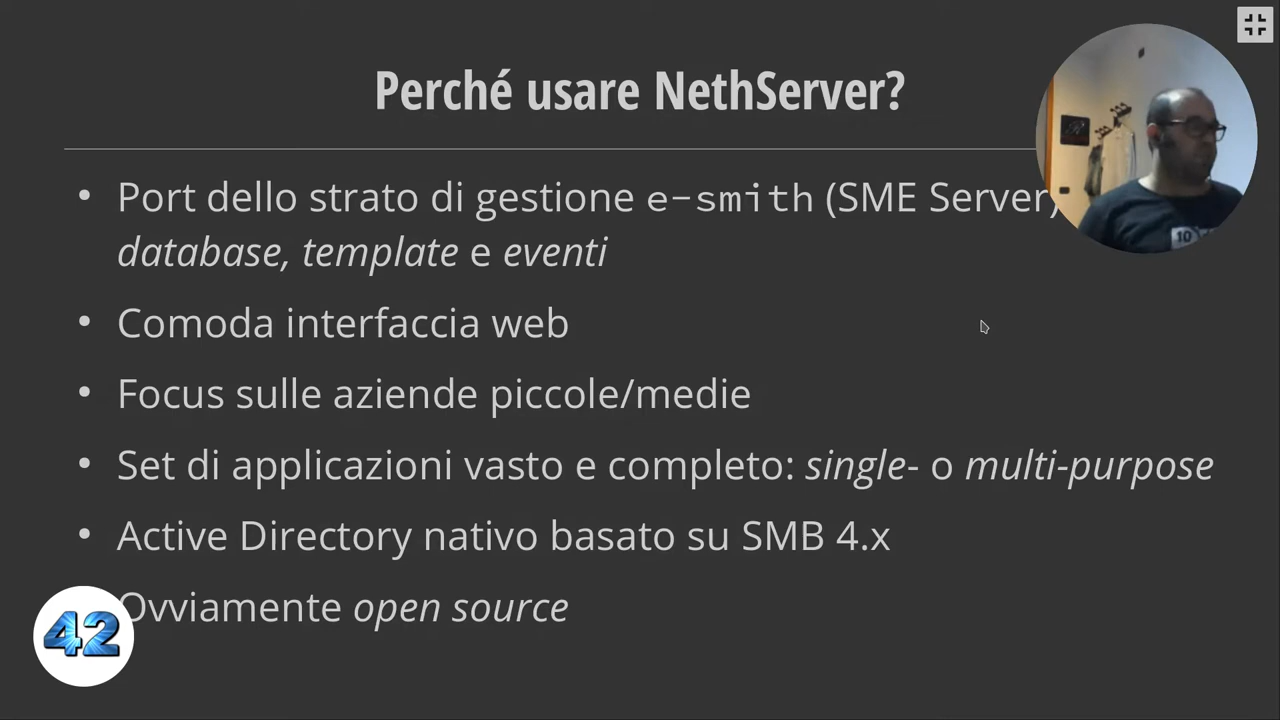 Perché usare NethServer?
• Port dello strato di gestione e-smith (SME Server)
database, template e eventi
• Comoda interfaccia web
• Focus sulle aziende piccole/medie
• Set di applicazioni vasto e completo: single- o multi-purpose
• Active Directory nativo basato su SMB 4.x
Ovviamente open source
42
10